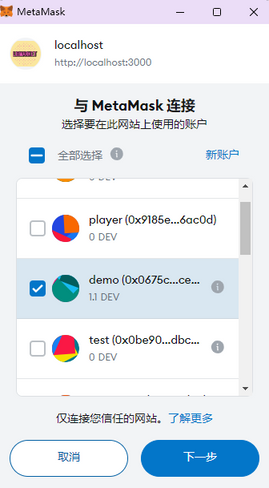 MetaMask
localhost
http://localhost:3000
与 MetaMask 连接
选择要在此网站上使用的账户
全部选择
新账户
0 DEV
player (0x9185e...6ac0d)
0 DEV
demo (0x0675c...ce...
1.1 DEV
test (0x0be90...dbc...
0 DEV
仅连接您信任的网站。了解更多
取消
下一步